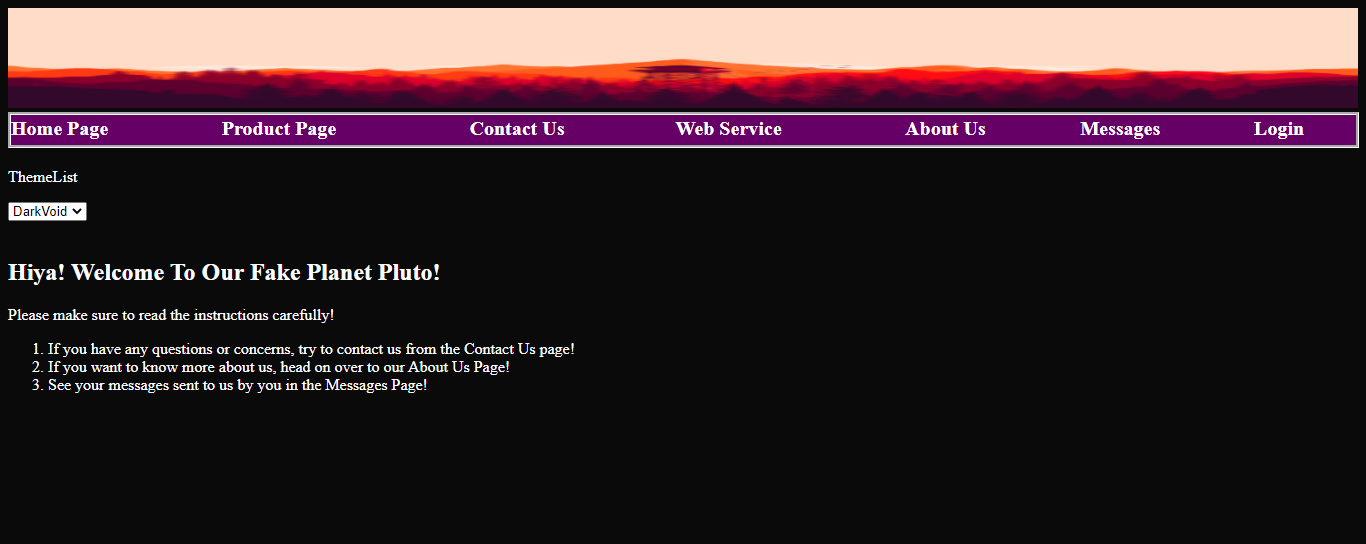 Home Page Product Page Contact Us Web Service About Us Messages Login
ThemeList
DarkVoid
Hiya! Welcome To Our Fake Planet Pluto!
Please make sure to read the instructions carefully!
1. If you have any questions or concerns, try to contact us from the Contact Us page!
2. If you want to know more about us, head on over to our About Us Page!
3. See your messages sent to us by you in the Messages Page!